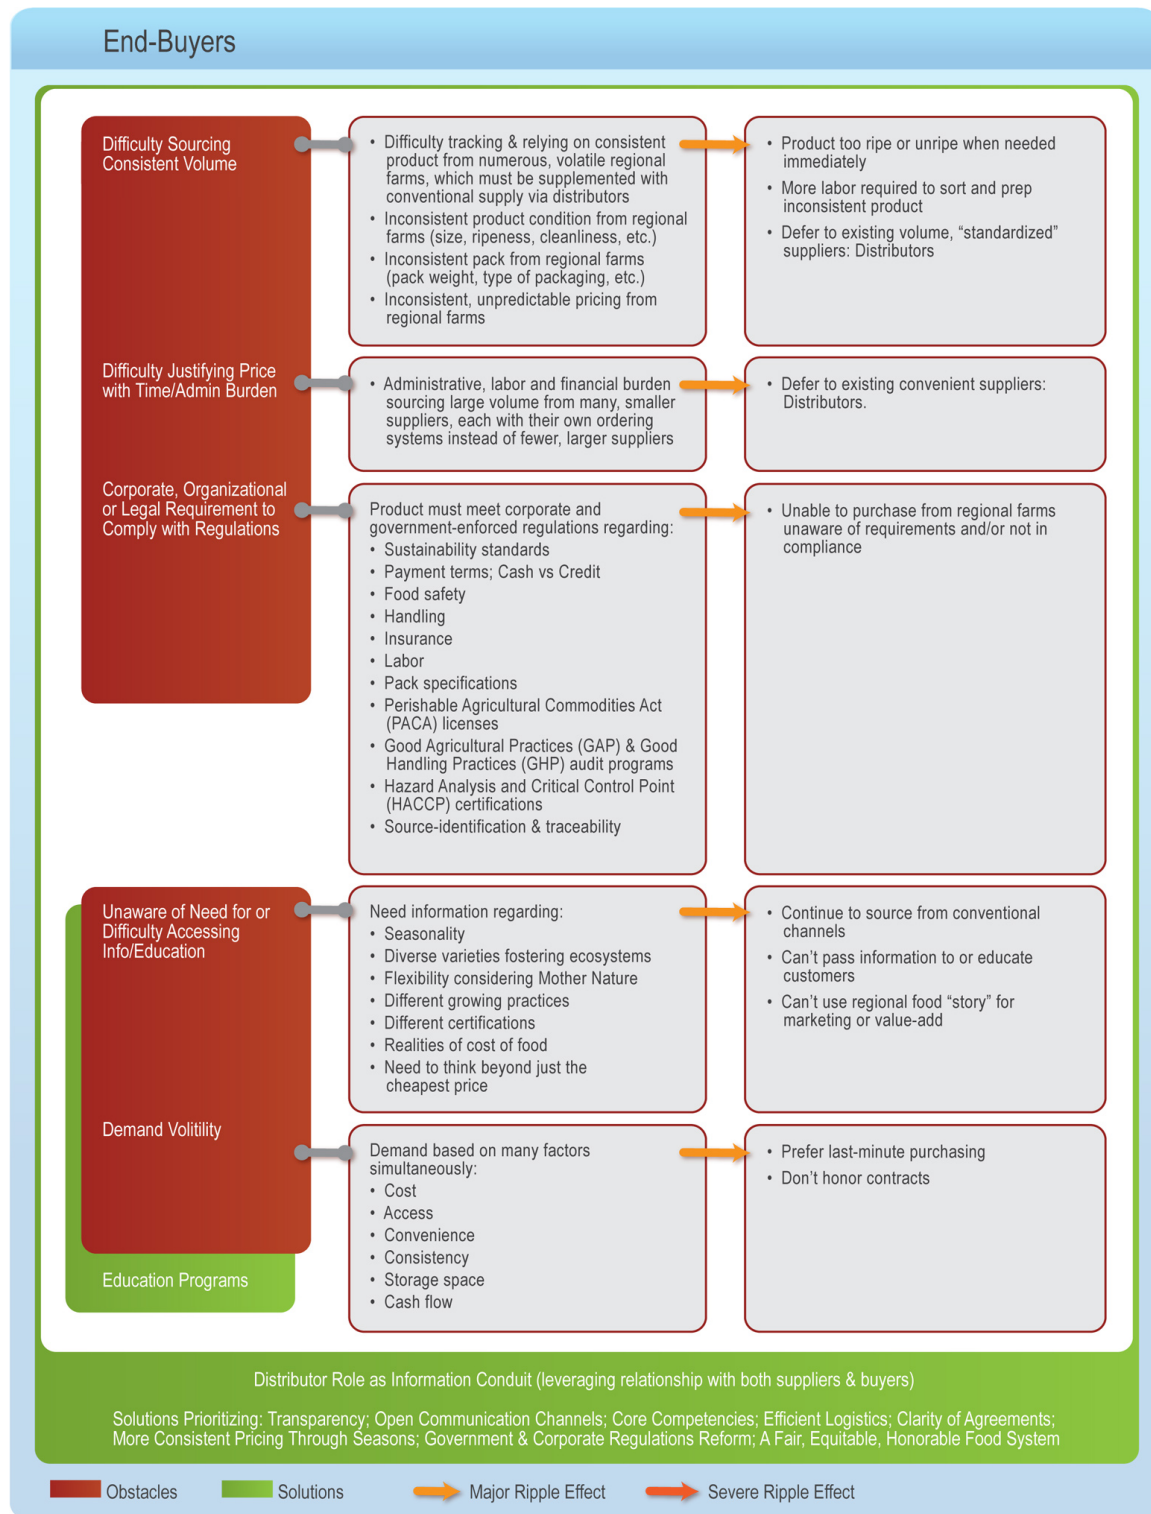 End-Buyers
Difficulty Sourcing
Consistent Volume
• Difficulty tracking & relying on consistent
product from numerous, volatile regional
farms, which must be supplemented with
conventional supply via distributors
• Inconsistent product condition from regional
farms (size, ripeness, cleanliness, etc.)
• Inconsistent pack from regional farms
(pack weight, type of packaging, etc.)
• Inconsistent, unpredictable pricing from
regional farms
• Product too ripe or unripe when needed
immediately
• More labor required to sort and prep
inconsistent product
• Defer to existing volume, “standardized”
suppliers: Distributors
Difficulty Justifying Price
with Time/Admin Burden
• Administrative, labor and financial burden
sourcing large volume from many, smaller
suppliers, each with their own ordering
systems instead of fewer, larger suppliers
• Defer to existing convenient suppliers:
Distributors.
Corporate, Organizational
or Legal Requirement to
Comply with Regulations
Product must meet corporate and
government-enforced regulations regarding:
• Sustainability standards
• Payment terms; Cash vs Credit
• Food safety
• Handling
• Insurance
• Labor
• Pack specifications
• Perishable Agricultural Commodities Act
(PACA) licenses
• Good Agricultural Practices (GAP) & Good
Handling Practices (GHP) audit programs
• Hazard Analysis and Critical Control Point
(HACCP) certifications
• Source-identification & traceability
• Unable to purchase from regional farms
unaware of requirements and/or not in
compliance
Unaware of Need for or
Difficulty Accessing
Info/Education
Need information regarding:
• Seasonality
• Diverse varieties fostering ecosystems
• Flexibility considering Mother Nature
• Different growing practices
• Different certifications
• Realities of cost of food
• Need to think beyond just the
cheapest price
• Continue to source from conventional
channels
• Can’t pass information to or educate
customers
• Can’t use regional food “story” for
marketing or value-add
Demand Volitility
Demand based on many factors
simultaneously:
• Cost
• Access
• Convenience
• Consistency
• Storage space
• Cash flow
• Prefer last-minute purchasing
• Don’t honor contracts
Education Programs
Distributor Role as Information Conduit (leveraging relationship with both suppliers & buyers)
Solutions Prioritizing: Transparency; Open Communication Channels; Core Competencies; Efficient Logistics; Clarity of Agreements;
More Consistent Pricing Through Seasons; Government & Corporate Regulations Reform; A Fair, Equitable, Honorable Food System
Obstacles
Solutions
Major Ripple Effect
Severe Ripple Effect